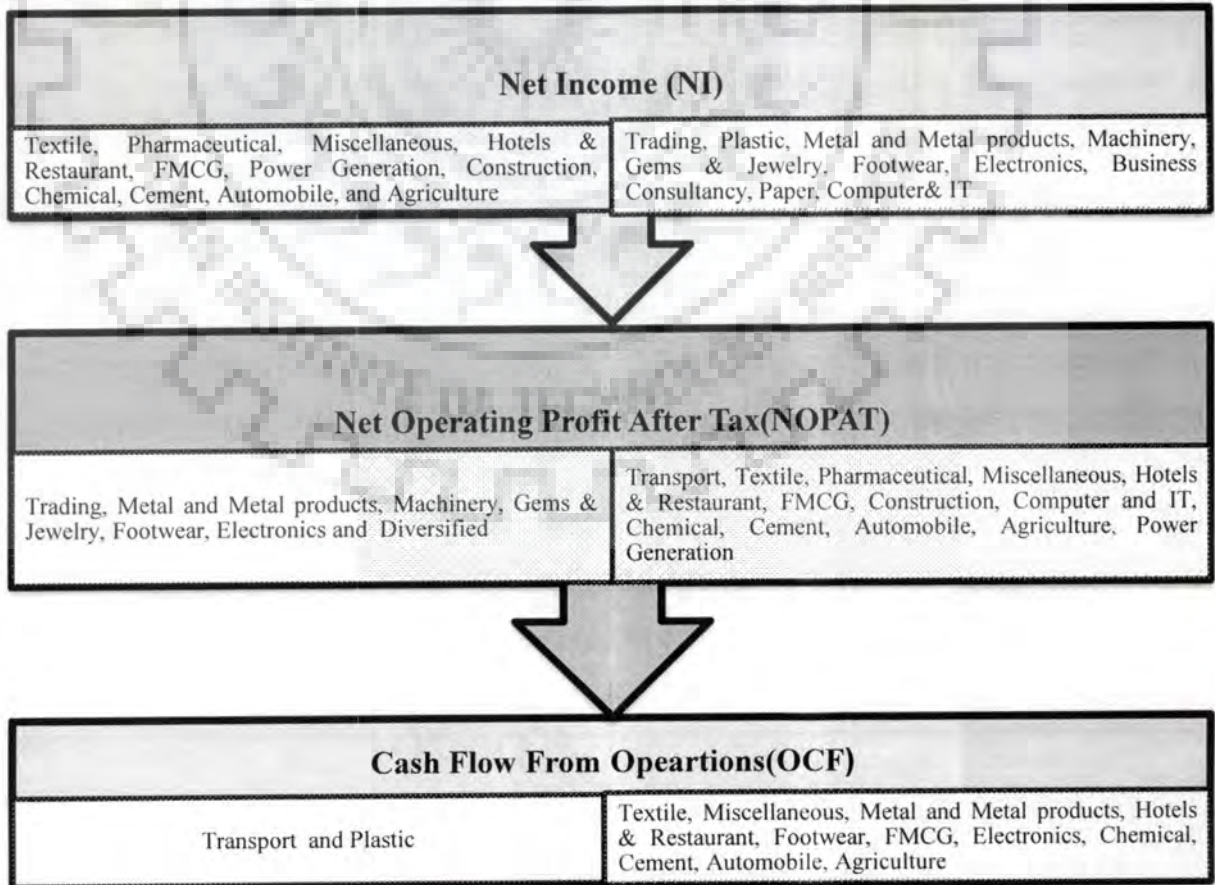 Net Income (NI)
Textile, Pharmaceutical, Miscellaneous, Hotels &
Restaurant, FMCG, Power Generation, Construction,
Chemical, Cement, Automobile, and Agriculture
Trading, Plastic, Metal and Metal products, Machinery,
Gems & Jewelry, Footwear, Electronics, Business
Consultancy, Paper, Computer& IT
Net Operating Profit After Tax(NOPAT)
Trading, Metal and Metal products, Machinery, Gems &
Jewelry, Footwear, Electronics and Diversified
Transport, Textile, Pharmaceutical, Miscellaneous, Hotels
& Restaurant, FMCG, Construction, Computer and IT,
Chemical, Cement, Automobile, Agriculture, Power
Generation
Cash Flow From Opeartions(OCF)
Transport and Plastic
Textile, Miscellaneous, Metal and Metal products, Hotels
& Restaurant, Footwear, FMCG, Electronics, Chemical,
Cement, Automobile, Agriculture